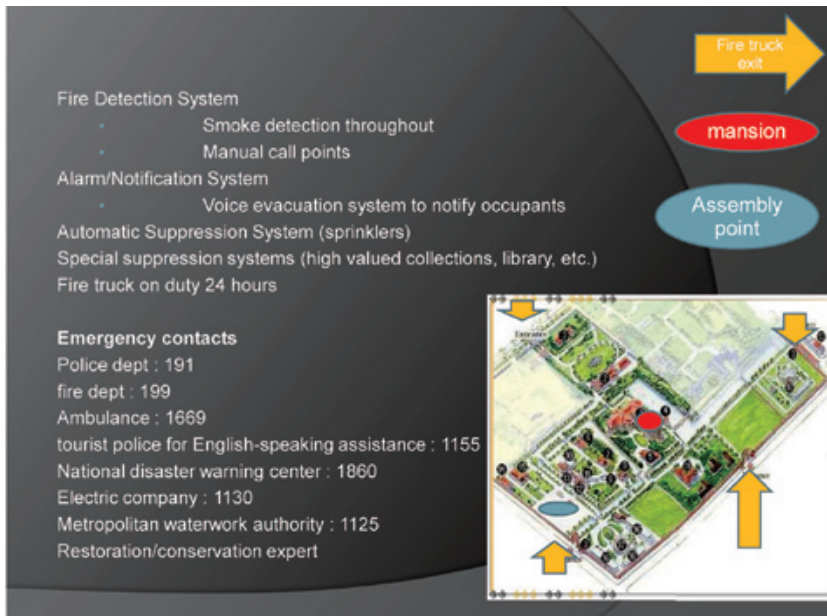 Fire truck
exit
mansion
Assembly
point
Fire Detection System
Smoke detection throughout
Manual call points
Alarm/Notification System
Voice evacuation system to notify occupants
Automatic Suppression System (sprinklers)
Special suppression systems (high valued collections, library, etc.)
Fire truck on duty 24 hours
Emergency contacts
Police dept : 191
fire dept : 199
Ambulance : 1669
tourist police for English-speaking assistance : 1155
National disaster warning center : 1860
Electric company : 1130
Metropolitan waterwork authority : 1125
Restoration/conservation expert
Entrance